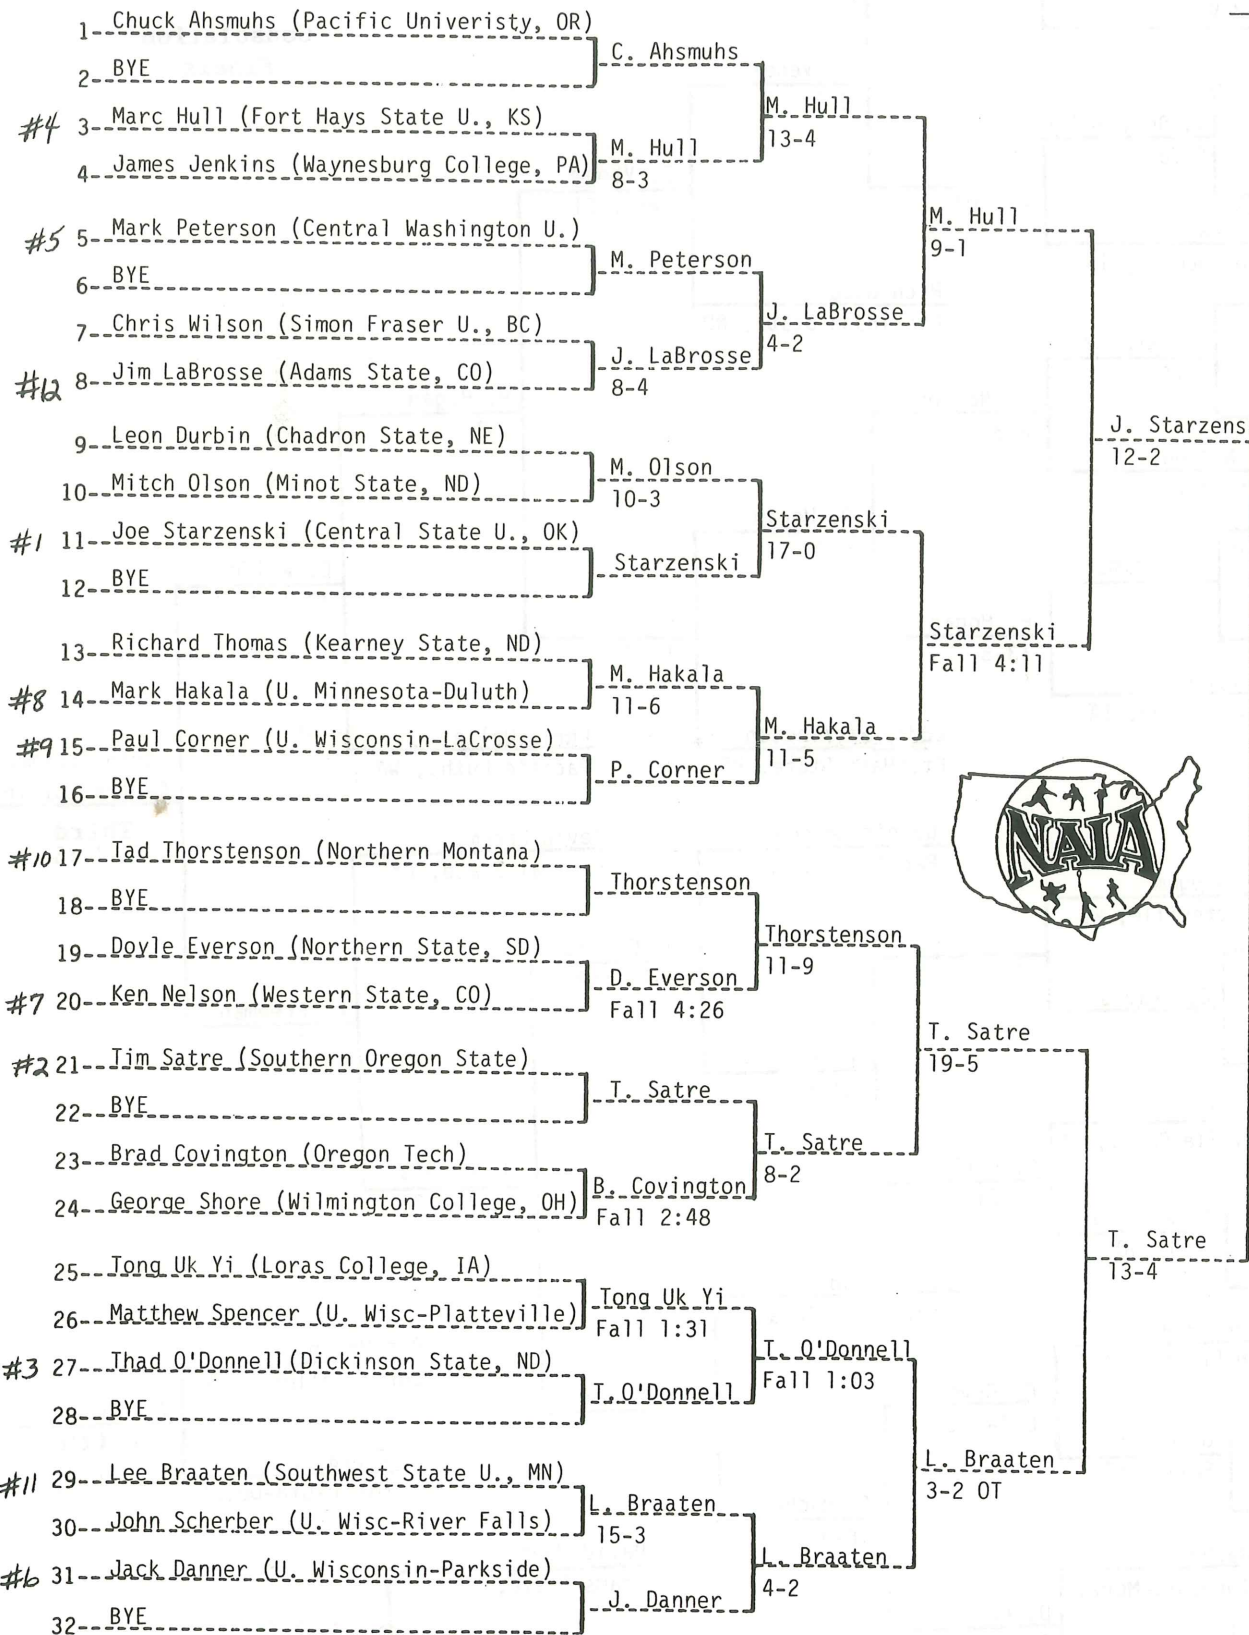 1 Chuck Ahsmuhs (Pacific Univeristy, OR)
2 BYE
C. Ahsmuhs
#4 3 Marc Hull (Fort Hays State U., KS)
4 James Jenkins (Waynesburg College, PA)
M. Hull
8-3
M. Hull
13-4
#5 5 Mark Peterson (Central Washington U.)
6 BYE
M. Peterson
7 Chris Wilson (Simon Fraser U., BC)
#12 8 Jim LaBrosse (Adams State, CO)
J. LaBrosse
8-4
J. LaBrosse
4-2
M. Hull
9-1
9 Leon Durbin (Chadron State, NE)
10 Mitch Olson (Minot State, ND)
M. Olson
10-3
#1 11 Joe Starzenski (Central State U., OK)
12 BYE
Starzenski
Starzenski
17-0
13 Richard Thomas (Kearney State, ND)
#8 14 Mark Hakala (U. Minnesota-Duluth)
M. Hakala
11-6
#9 15 Paul Corner (U. Wisconsin-LaCrosse)
16 BYE
P. Corner
M. Hakala
11-5
Starzenski
Fall 4:11
J. Starzens
12-2
NAIA
#10 17 Tad Thorstenson (Northern Montana)
18 BYE
Thorstenson
19 Doyle Everson (Northern State, SD)
#7 20 Ken Nelson (Western State, CO)
D. Everson
Fall 4:26
Thorstenson
11-9
#2 21 Tim Satre (Southern Oregon State)
22 BYE
T. Satre
23 Brad Covington (Oregon Tech)
24 George Shore (Wilmington College, OH)
B. Covington
Fall 2:48
T. Satre
8-2
T. Satre
19-5
25 Tong Uk Yi (Loras College, IA)
26 Matthew Spencer (U. Wisc-Platteville)
Tong Uk Yi
Fall 1:31
#3 27 Thad O'Donnell(Dickinson State, ND)
28 BYE
T.O'Donnell
T. O'Donnell
Fall 1:03
#11 29 Lee Braaten (Southwest State U., MN)
30 John Scherber (U. Wisc-River Falls)
L. Braaten
15-3
#6 31 Jack Danner (U. Wisconsin-Parkside)
32 BYE
J. Danner
L. Braaten
4-2
L. Braaten
3-2 OT
T. Satre
13-4